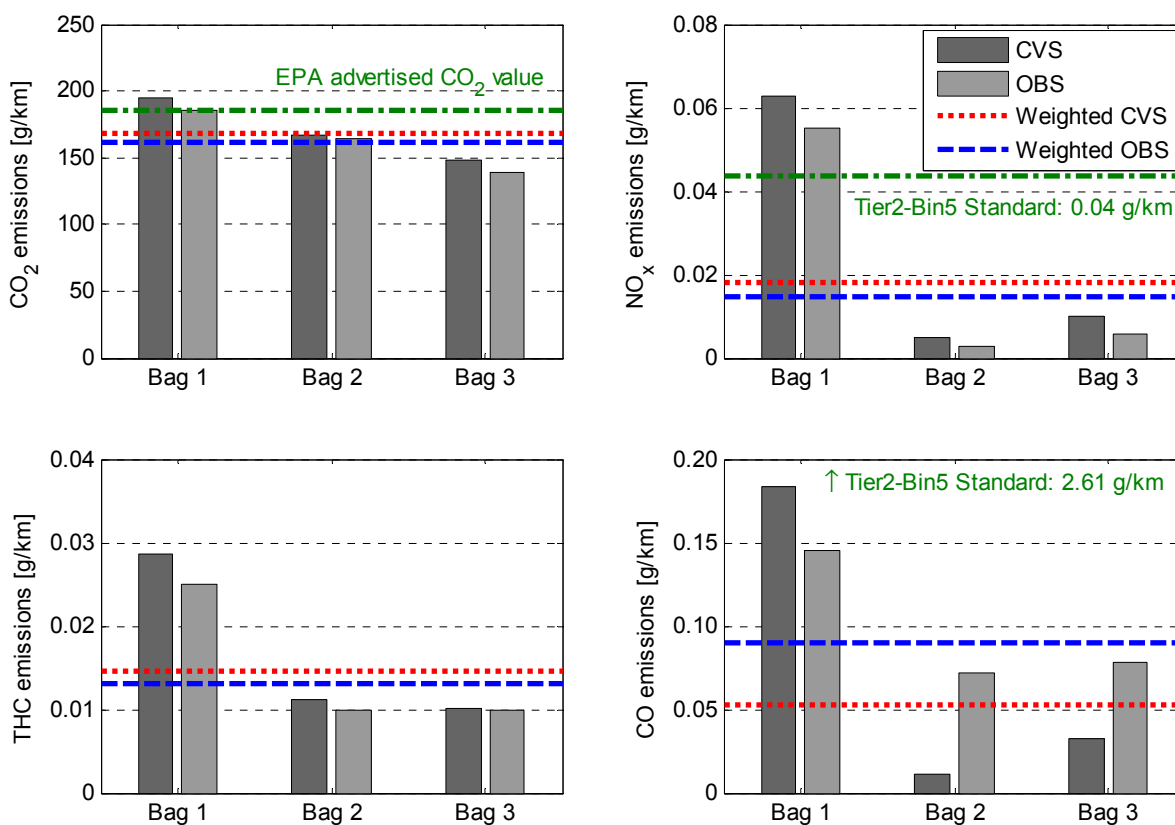 250
200
150
100
50
0
CO2 emissions [g/km]
EPA advertised CO2 value
Bag 1 Bag 2 Bag 3
0.08
0.06
0.04
0.02
0
NOx emissions [g/km]
CVS
OBS
Weighted CVS
Weighted OBS
Tier2-Bin5 Standard: 0.04 g/km
Bag 1 Bag 2 Bag 3
0.04
0.03
0.02
0.01
0
THC emissions [g/km]
Bag 1 Bag 2 Bag 3
0.20
0.15
0.10
0.05
0
CO emissions [g/km]
↑ Tier2-Bin5 Standard: 2.61 g/km
Bag 1 Bag 2 Bag 3